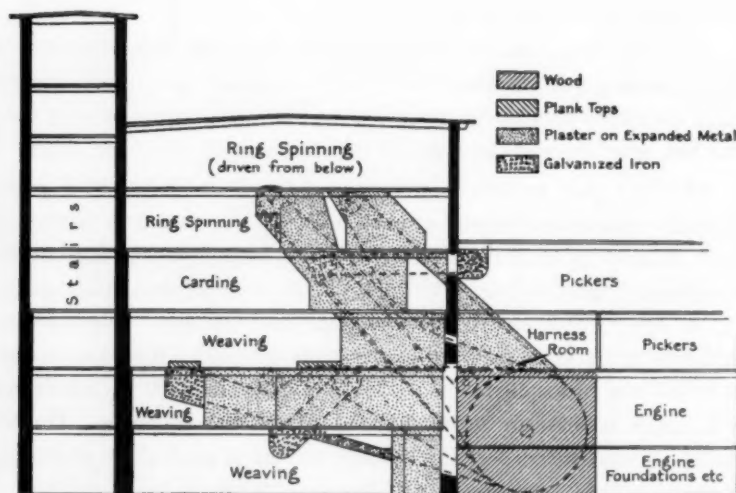 Wood
Plank Tops
Plaster on Expanded Metal
Galvanized Iron
Ring Spinning
(driven from below)
Stairs
Ring Spinning
Carding
Pickers
Weaving
Harness
Room
Pickers
Weaving
Engine
Weaving
Engine
Foundations etc